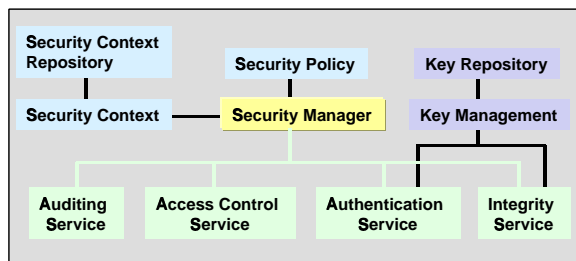 Security Context
Repository
Security Policy
Key Repository
Security Context
Security Manager
Key Management
Auditing
Service
Access Control
Service
Authentication
Service
Integrity
Service